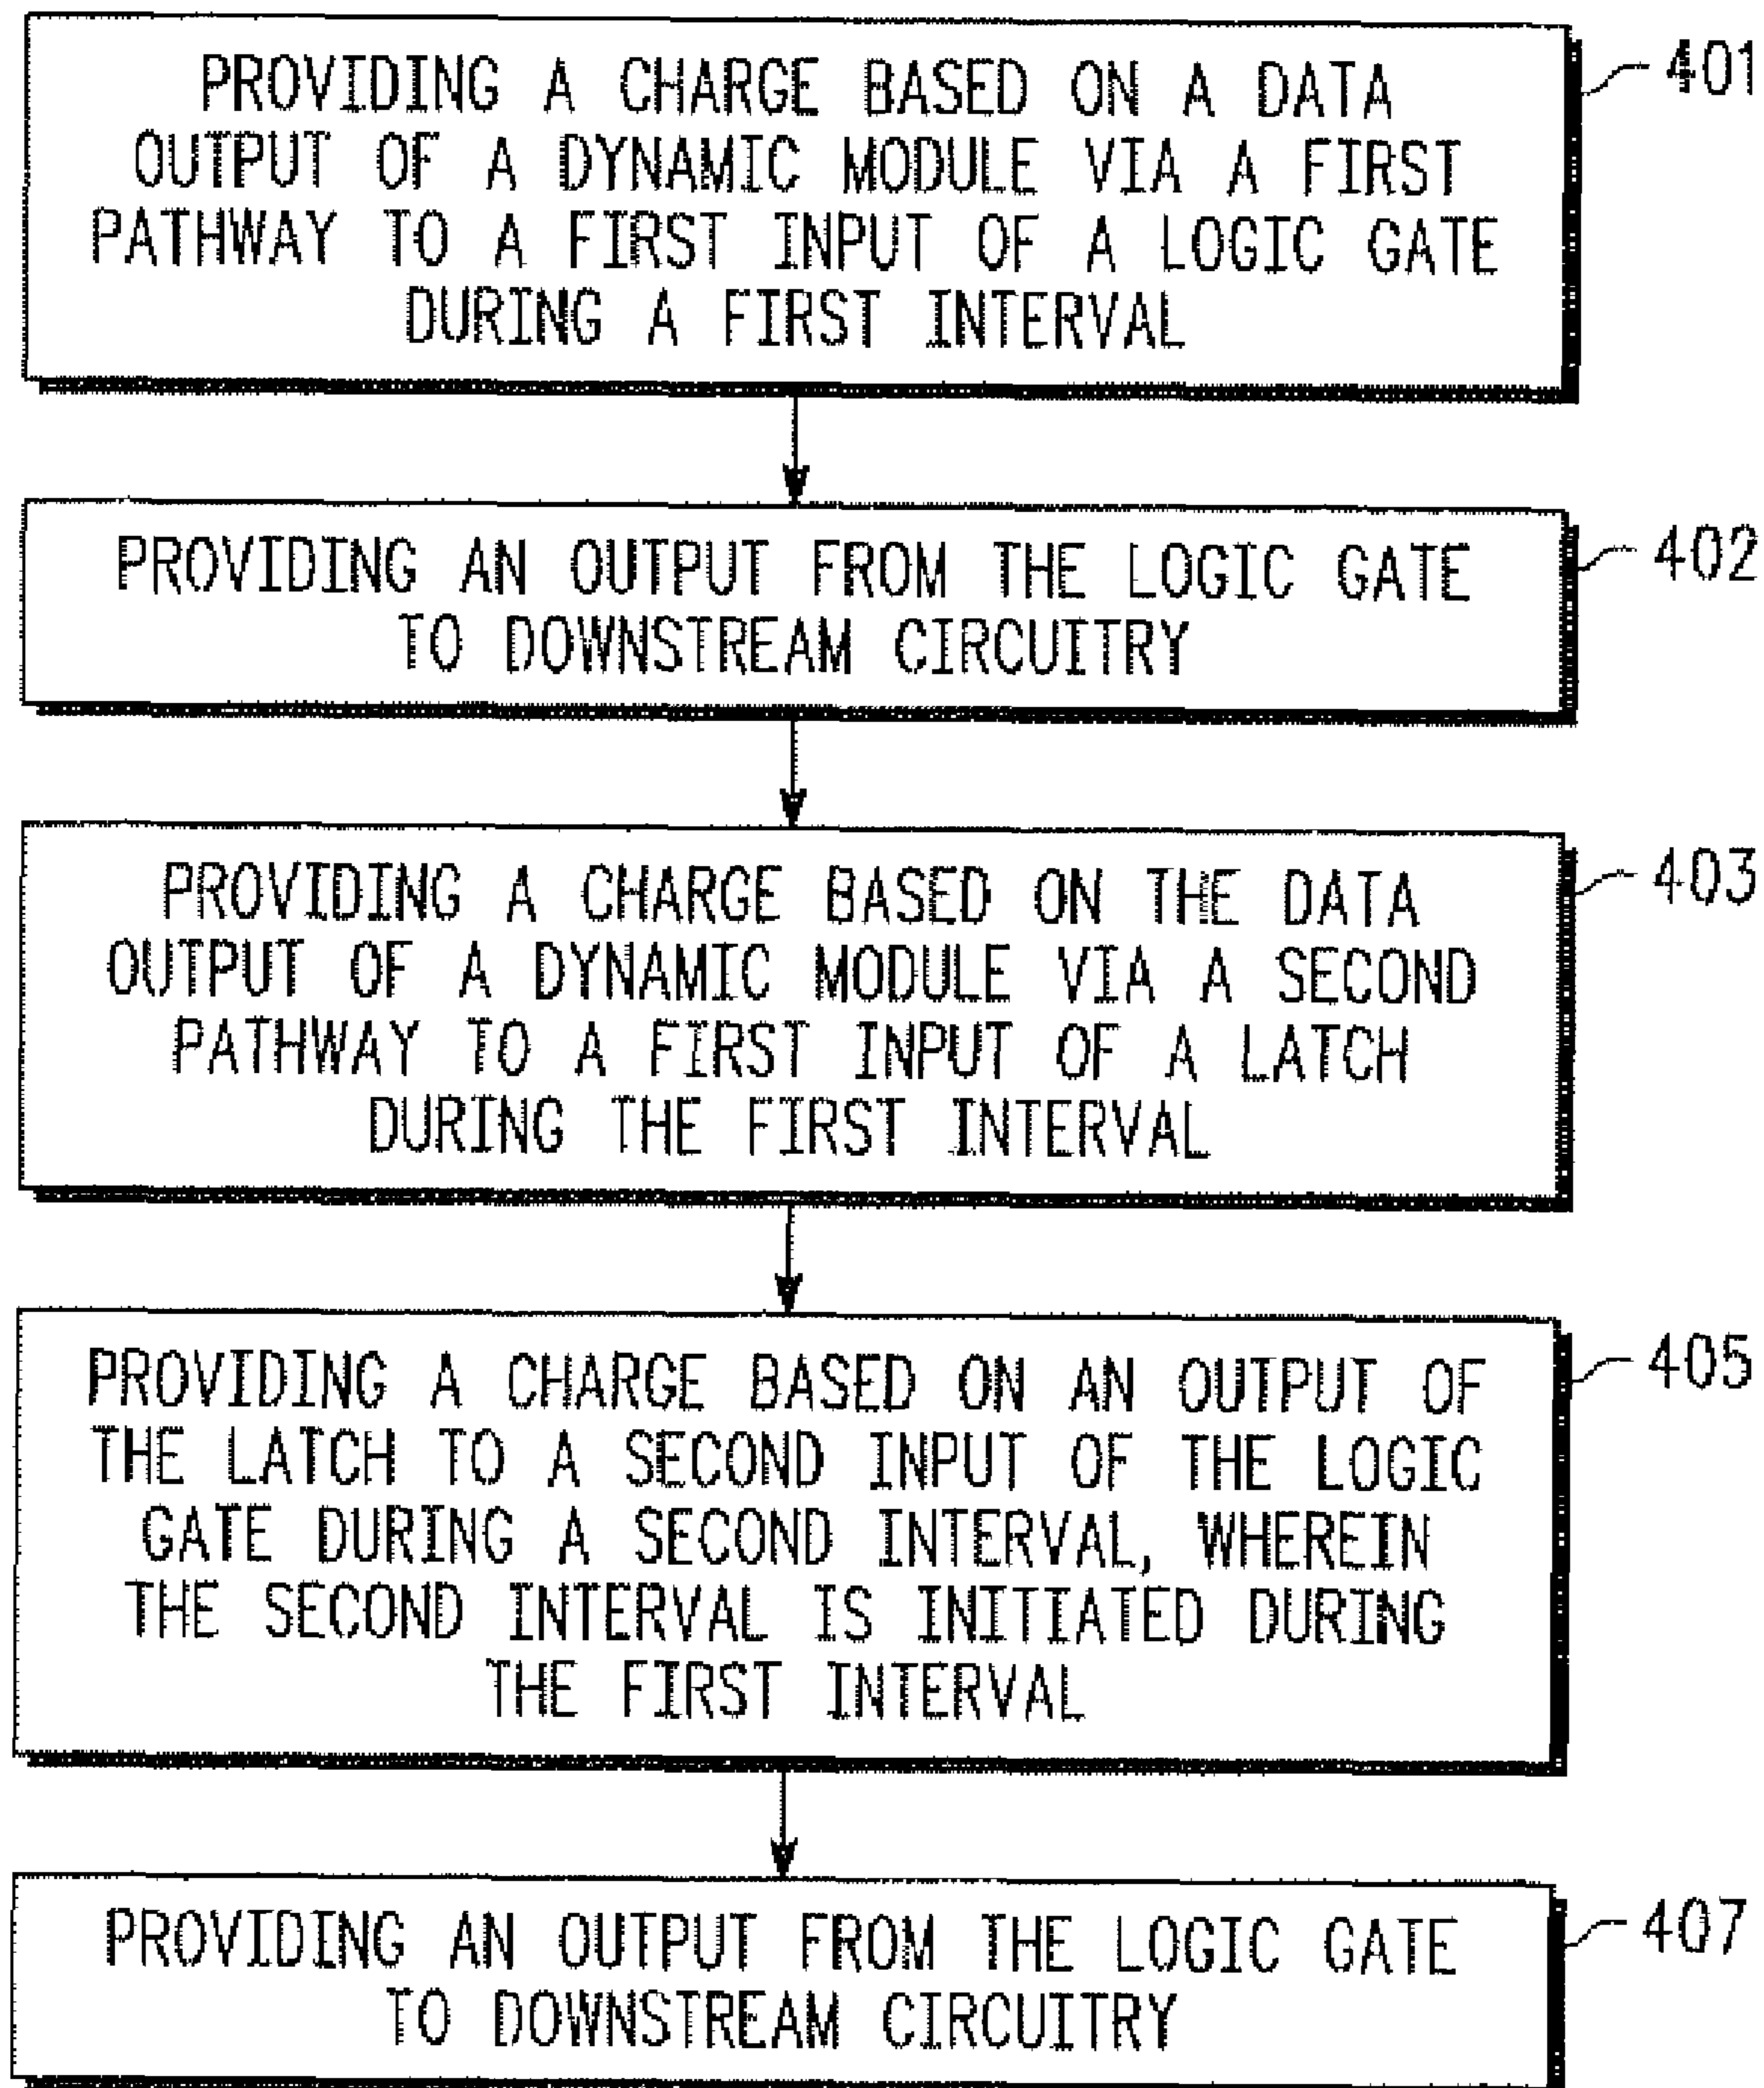 PROVIDING A CHARGE BASED ON A DATA
OUTPUT OF A DYNAMIC MODULE VIA A FIRST
PATHWAY TO A FIRST INPUT OF A LOGIC GATE
DURING A FIRST INTERVAL
401
PROVIDING AN OUTPUT FROM THE LOGIC GATE
TO DOWNSTREAM CIRCUITRY
402
PROVIDING A CHARGE BASED ON THE DATA
OUTPUT OF A DYNAMIC MODULE VIA A SECOND
PATHWAY TO A FIRST INPUT OF A LATCH
DURING THE FIRST INTERVAL
403
PROVIDING A CHARGE BASED ON AN OUTPUT OF
THE LATCH TO A SECOND INPUT OF THE LOGIC
GATE DURING A SECOND INTERVAL, WHEREIN
THE SECOND INTERVAL IS INITIATED DURING
THE FIRST INTERVAL
405
PROVIDING AN OUTPUT FROM THE LOGIC GATE
TO DOWNSTREAM CIRCUITRY
407